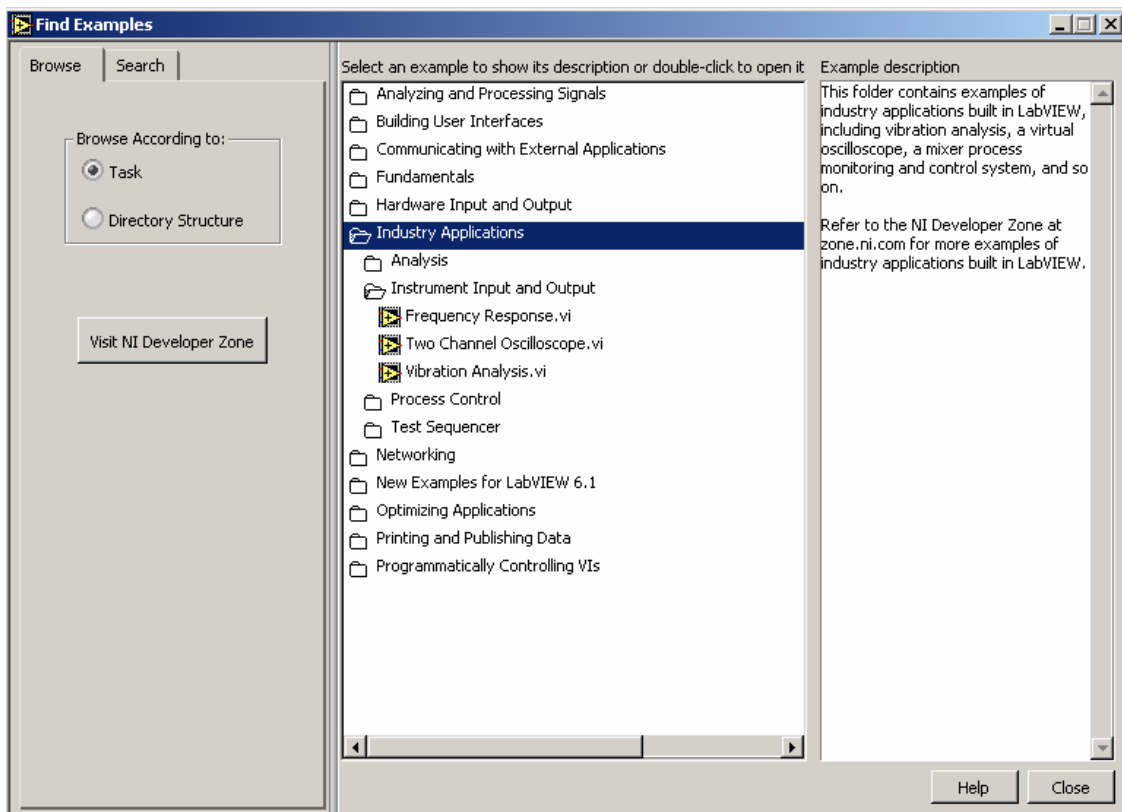 Find Examples
Browse
Search
Browse According to:
Task
Directory Structure
Visit NI Developer Zone
Select an example to show its description or double-click to open it
Analyzing and Processing Signals
Building User Interfaces
Communicating with External Applications
Fundamentals
Hardware Input and Output
Industry Applications
Analysis
Instrument Input and Output
Frequency Response.vi
Two Channel Oscilloscope.vi
Vibration Analysis.vi
Process Control
Test Sequencer
Networking
New Examples for LabVIEW 6.1
Optimizing Applications
Printing and Publishing Data
Programmatically Controlling VIs
Example description
This folder contains examples of
industry applications built in LabVIEW,
including vibration analysis, a virtual
oscilloscope, a mixer process
monitoring and control system, and so
on.
Refer to the NI Developer Zone at
zone.ni.com for more examples of
industry applications built in LabVIEW.
Help
Close